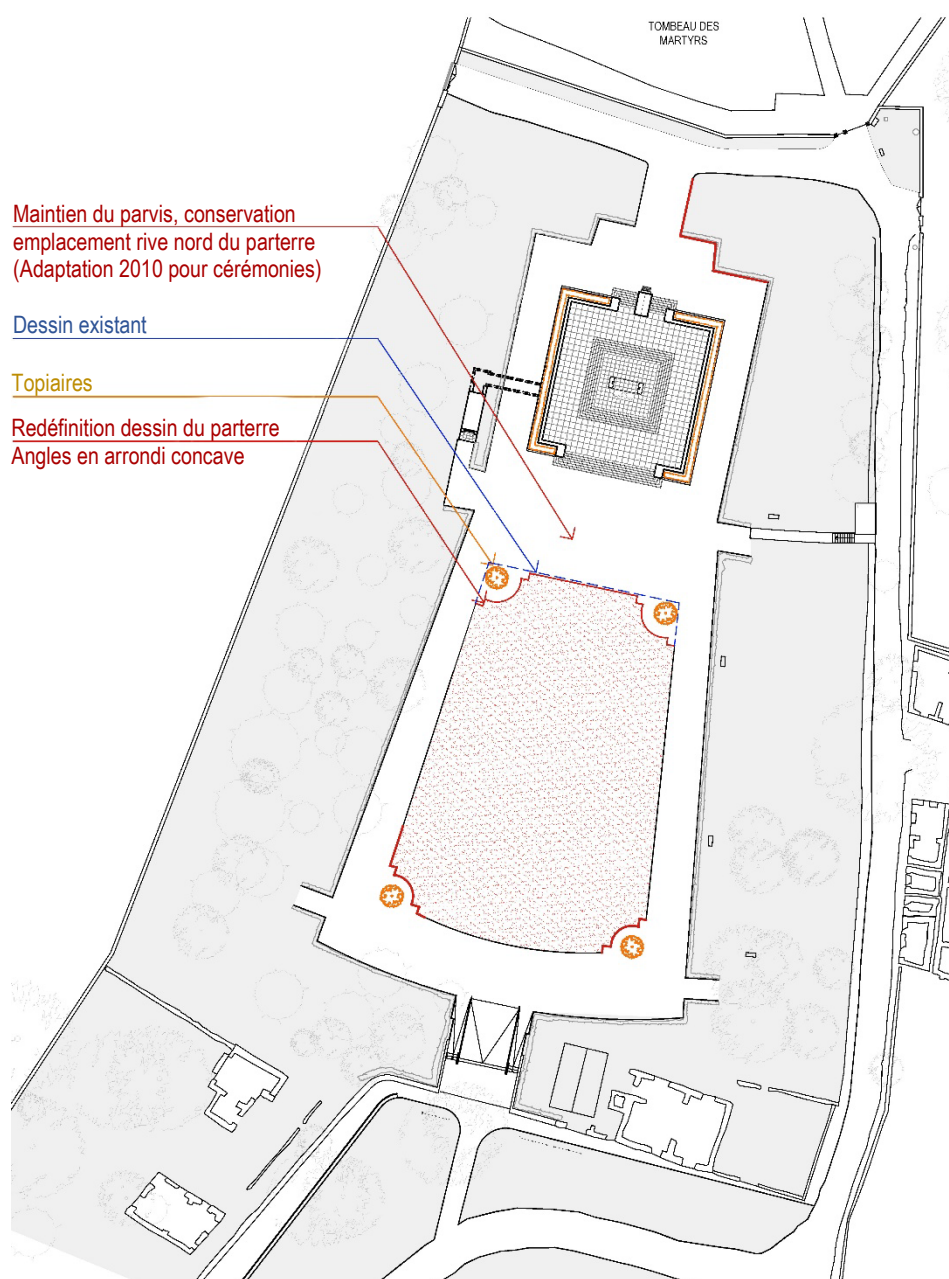 TOMBEAU DES
MARTYRS
Maintien du parvis, conservation
emplacement rive nord du parterre
(Adaptation 2010 pour cérémonies)
Dessin existant
Topiaires
Redéfinition dessin du parterre
Angles en arrondi concave